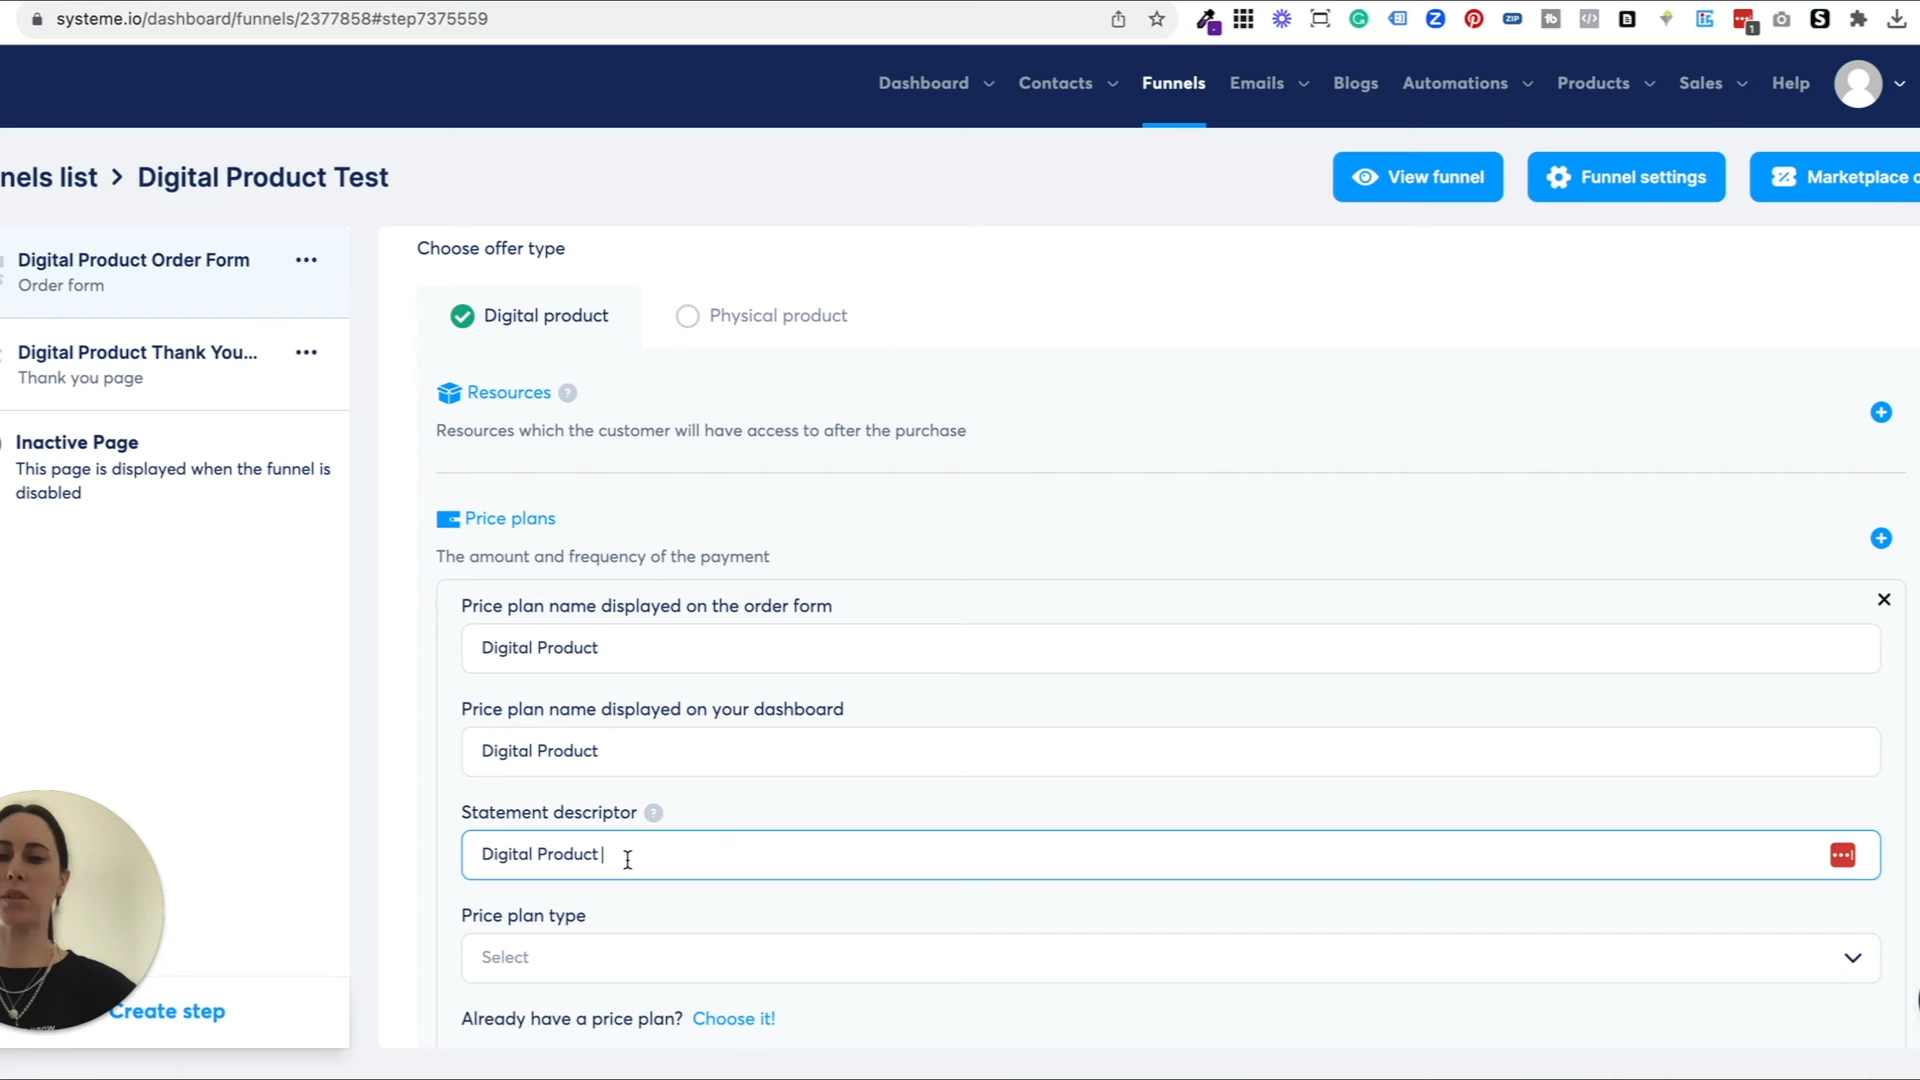 systeme.io/dashboard/funnels/2377858#step7375559
ZIP
1
Dashboard
Contacts
Funnels
Emails
Blogs
Automations
Products
Sales
Help
nels list > Digital Product Test
View funnel
Funnel settings
Marketplace
Digital Product Order Form
Order form
Digital Product Thank You...
Thank you page
Inactive Page
This page is displayed when the funnel is
disabled
Create step
Choose offer type
Digital product
Physical product
Resources ?
Resources which the customer will have access to after the purchase
Price plans
The amount and frequency of the payment
Price plan name displayed on the order form
Digital Product
Price plan name displayed on your dashboard
Digital Product
Statement descriptor ?
Digital Product
Price plan type
Select
Already have a price plan? Choose it!